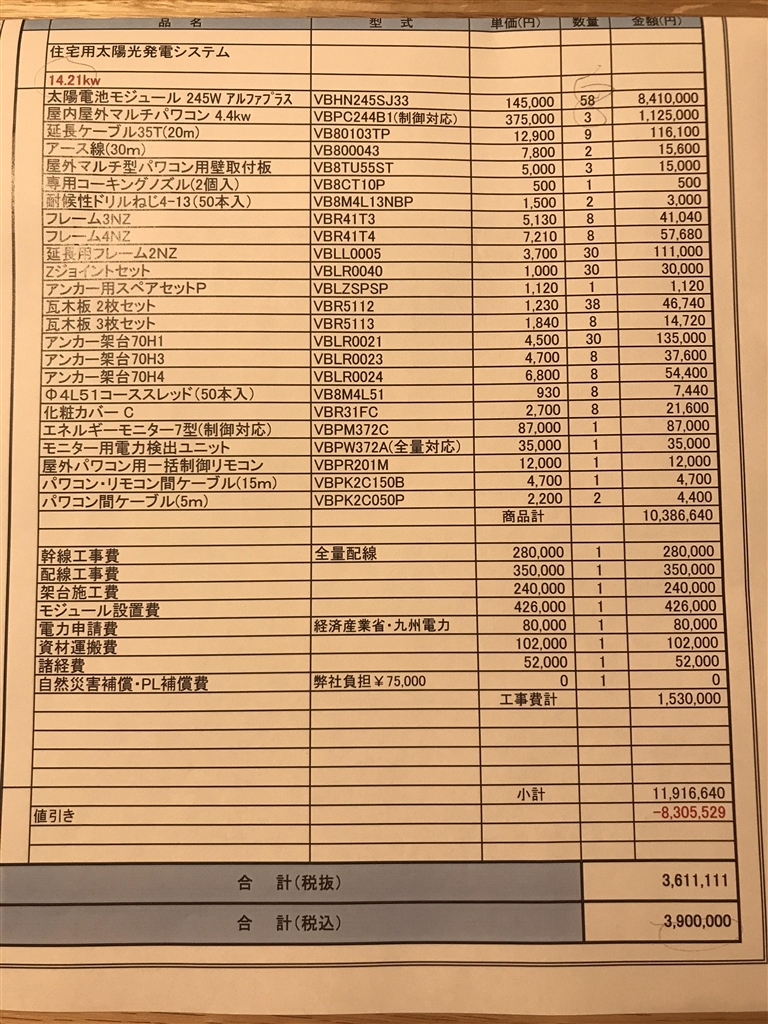 品 名 型 式 単価(円) 数量 金額(円)
住宅用太陽光発電システム
14.21kw
太陽電池モジュール 245W アルファプラス VBHN245SJ33 145,000 58 8,410,000
屋内屋外マルチパワコン 4.4kw VBPC244B1(制御対応) 375,000 3 1,125,000
延長ケーブル35T(20m) VB80103TP 12,900 9 116,100
アース線(30m) VB800043 7,800 2 15,600
屋外マルチ型パワコン用壁取付板 VB8TU55ST 5,000 3 15,000
専用コーキングノズル(2個入) VB8CT10P 500 1 500
耐候性ドリルねじ4-13(50本入) VB8M4L13NBP 1,500 2 3,000
フレーム3NZ VBR41T3 5,130 8 41,040
フレーム4NZ VBR41T4 7,210 8 57,680
延長用フレーム2NZ VBLL0005 3,700 30 111,000
Zジョイントセット VBLR0040 1,000 30 30,000
アンカー用スペアセットP VBLZSPSP 1,120 1 1,120
瓦木板 2枚セット VBR5112 1,230 38 46,740
瓦木板 3枚セット VBR5113 1,840 8 14,720
アンカー架台70H1 VBLR0021 4,500 30 135,000
アンカー架台70H3 VBLR0023 4,700 8 37,600
アンカー架台70H4 VBLR0024 6,800 8 54,400
Φ4L51コーススレッド(50本入) VB8M4L51 930 8 7,440
化粧カバー C VBR31FC 2,700 8 21,600
エネルギーモニター7型(制御対応) VBPM372C 87,000 1 87,000
モニター用電力検出ユニット VBPW372A(全量対応) 35,000 1 35,000
屋外パワコン用一括制御リモコン VBPR201M 12,000 1 12,000
パワコン・リモコン間ケーブル(15m) VBPK2C150B 4,700 1 4,700
パワコン間ケーブル(5m) VBPK2C050P 2,200 2 4,400
商品計 10,386,640
幹線工事費 全量配線 280,000 1 280,000
配線工事費 350,000 1 350,000
架台施工費 240,000 1 240,000
モジュール設置費 426,000 1 426,000
電力申請費 経済産業省・九州電力 80,000 1 80,000
資材運搬費 102,000 1 102,000
諸経費 52,000 1 52,000
自然災害補償・PL補償費 弊社負担￥75,000 0 1 0
工事費計 1,530,000
小計 11,916,640
値引き -8,305,529
合 計(税抜) 3,611,111
合 計(税込) 3,900,000